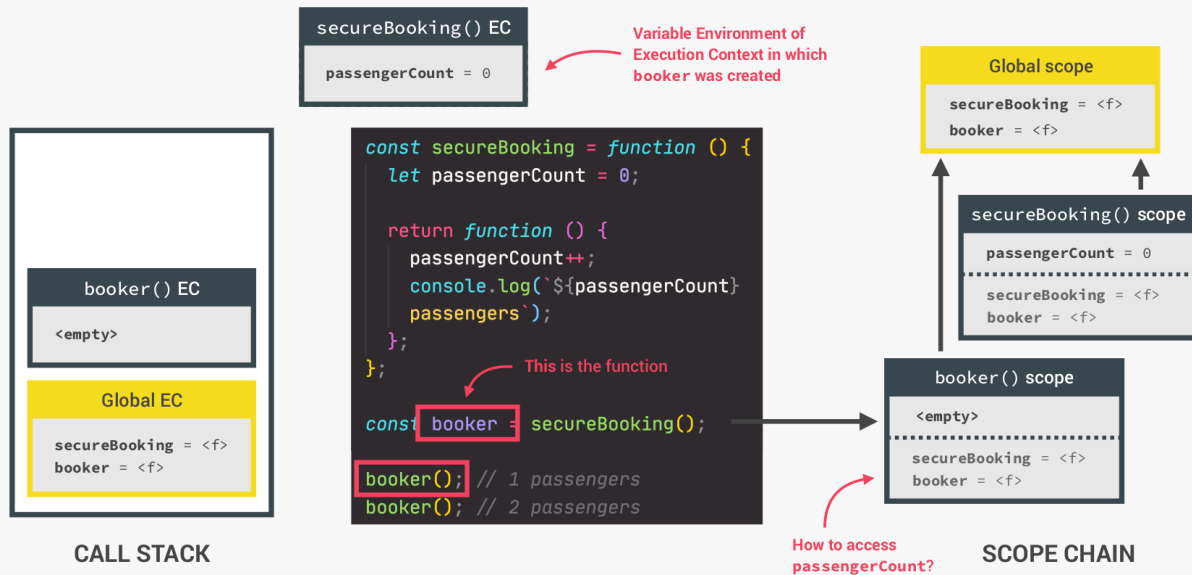 secureBooking() EC
passengerCount = 0
Variable Environment of
Execution Context in which
booker was created
booker() EC
<empty>
Global EC
secureBooking = <f>
booker = <f>
CALL STACK
const secureBooking = function () {
let passengerCount = 0;
return function () {
passengerCount++;
console.log(`${passengerCount}
passengers`);
};
};
This is the function
const booker = secureBooking();
booker(); // 1 passengers
booker(); // 2 passengers
Global scope
secureBooking = <f>
booker = <f>
secureBooking() scope
passengerCount = 0
secureBooking = <f>
booker = <f>
booker() scope
<empty>
secureBooking = <f>
booker = <f>
How to access
passengerCount?
SCOPE CHAIN